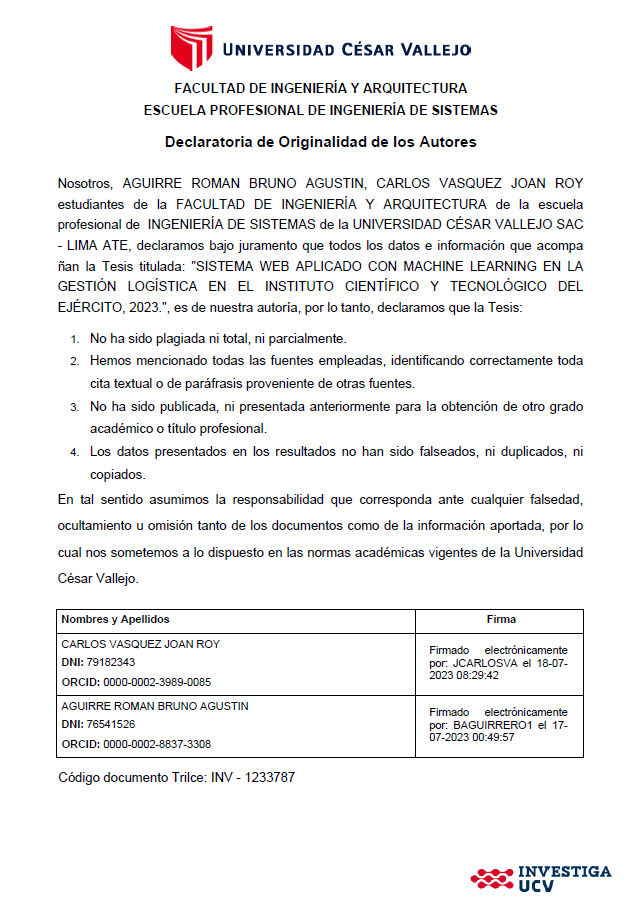 UNIVERSIDAD CÉSAR VALLEJO
FACULTAD DE INGENIERÍA Y ARQUITECTURA
ESCUELA PROFESIONAL DE INGENIERÍA DE SISTEMAS
Declaratoria de Originalidad de los Autores
Nosotros, AGUIRRE ROMAN BRUNO AGUSTIN, CARLOS VASQUEZ JOAN ROY
estudiantes de la FACULTAD DE INGENIERÍA Y ARQUITECTURA de la escuela
profesional de INGENIERÍA DE SISTEMAS de la UNIVERSIDAD CÉSAR VALLEJO SAC
- LIMA ATE, declaramos bajo juramento que todos los datos e información que acompa
ñan la Tesis titulada: "SISTEMA WEB APLICADO CON MACHINE LEARNING EN LA
GESTIÓN LOGÍSTICA EN EL INSTITUTO CIENTÍFICO Y TECNOLÓGICO DEL
EJÉRCITO, 2023.", es de nuestra autoría, por lo tanto, declaramos que la Tesis:
1. No ha sido plagiada ni total, ni parcialmente.
2. Hemos mencionado todas las fuentes empleadas, identificando correctamente toda
cita textual o de paráfrasis proveniente de otras fuentes.
3. No ha sido publicada, ni presentada anteriormente para la obtención de otro grado
académico o título profesional.
4. Los datos presentados en los resultados no han sido falseados, ni duplicados, ni
copiados.
En tal sentido asumimos la responsabilidad que corresponda ante cualquier falsedad,
ocultamiento u omisión tanto de los documentos como de la información aportada, por lo
cual nos sometemos a lo dispuesto en las normas académicas vigentes de la Universidad
César Vallejo.
Nombres y Apellidos
Firma
CARLOS VASQUEZ JOAN ROY
DNI: 79182343
ORCID: 0000-0002-3989-0085
Firmado electrónicamente
por: JCARLOSVA el 18-07-
2023 08:29:42
AGUIRRE ROMAN BRUNO AGUSTIN
DNI: 76541526
ORCID: 0000-0002-8837-3308
Firmado electrónicamente
por: BAGUIRRERO1 el 17-
07-2023 00:49:57
Código documento Trilce: INV - 1233787
INVESTIGA
UCV